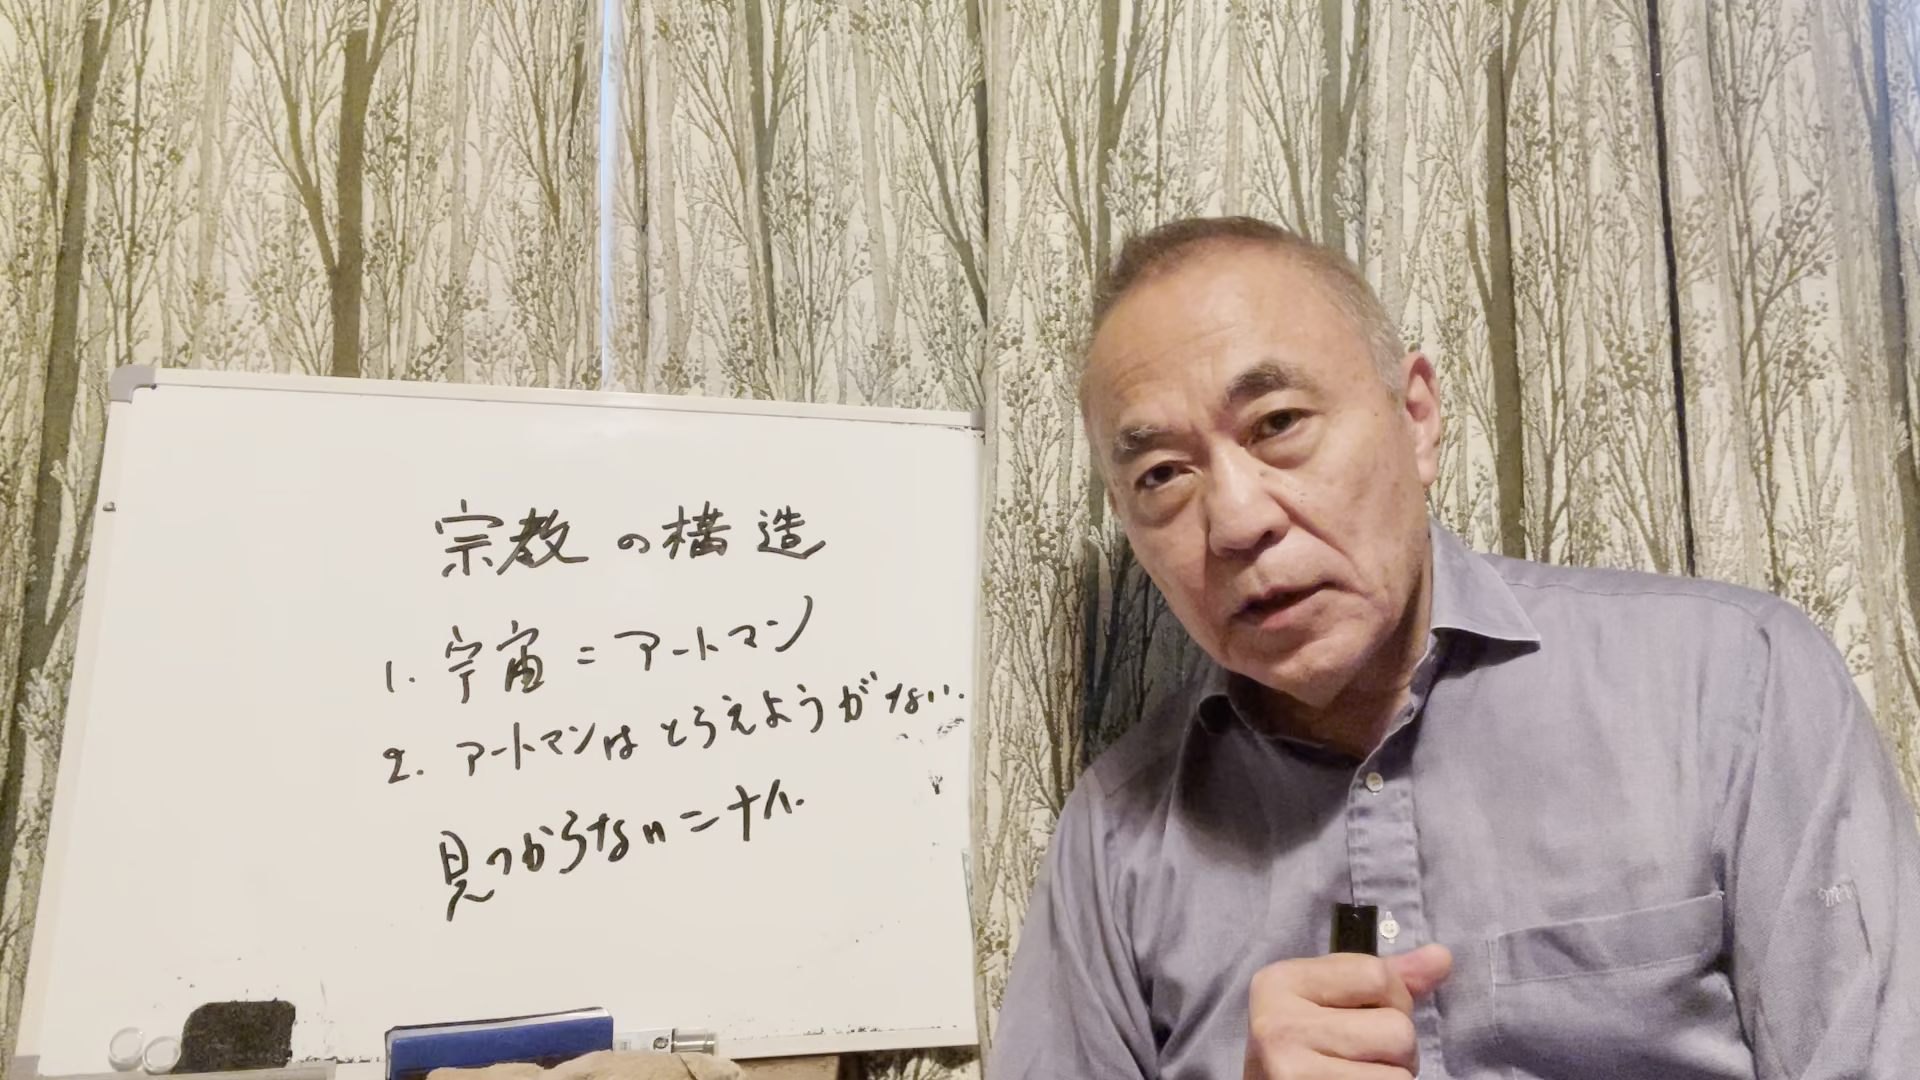 宗教の構造
1. 宇宙=アートマン
2. アートマンはとらえようがない.
見つからない=ナイ.